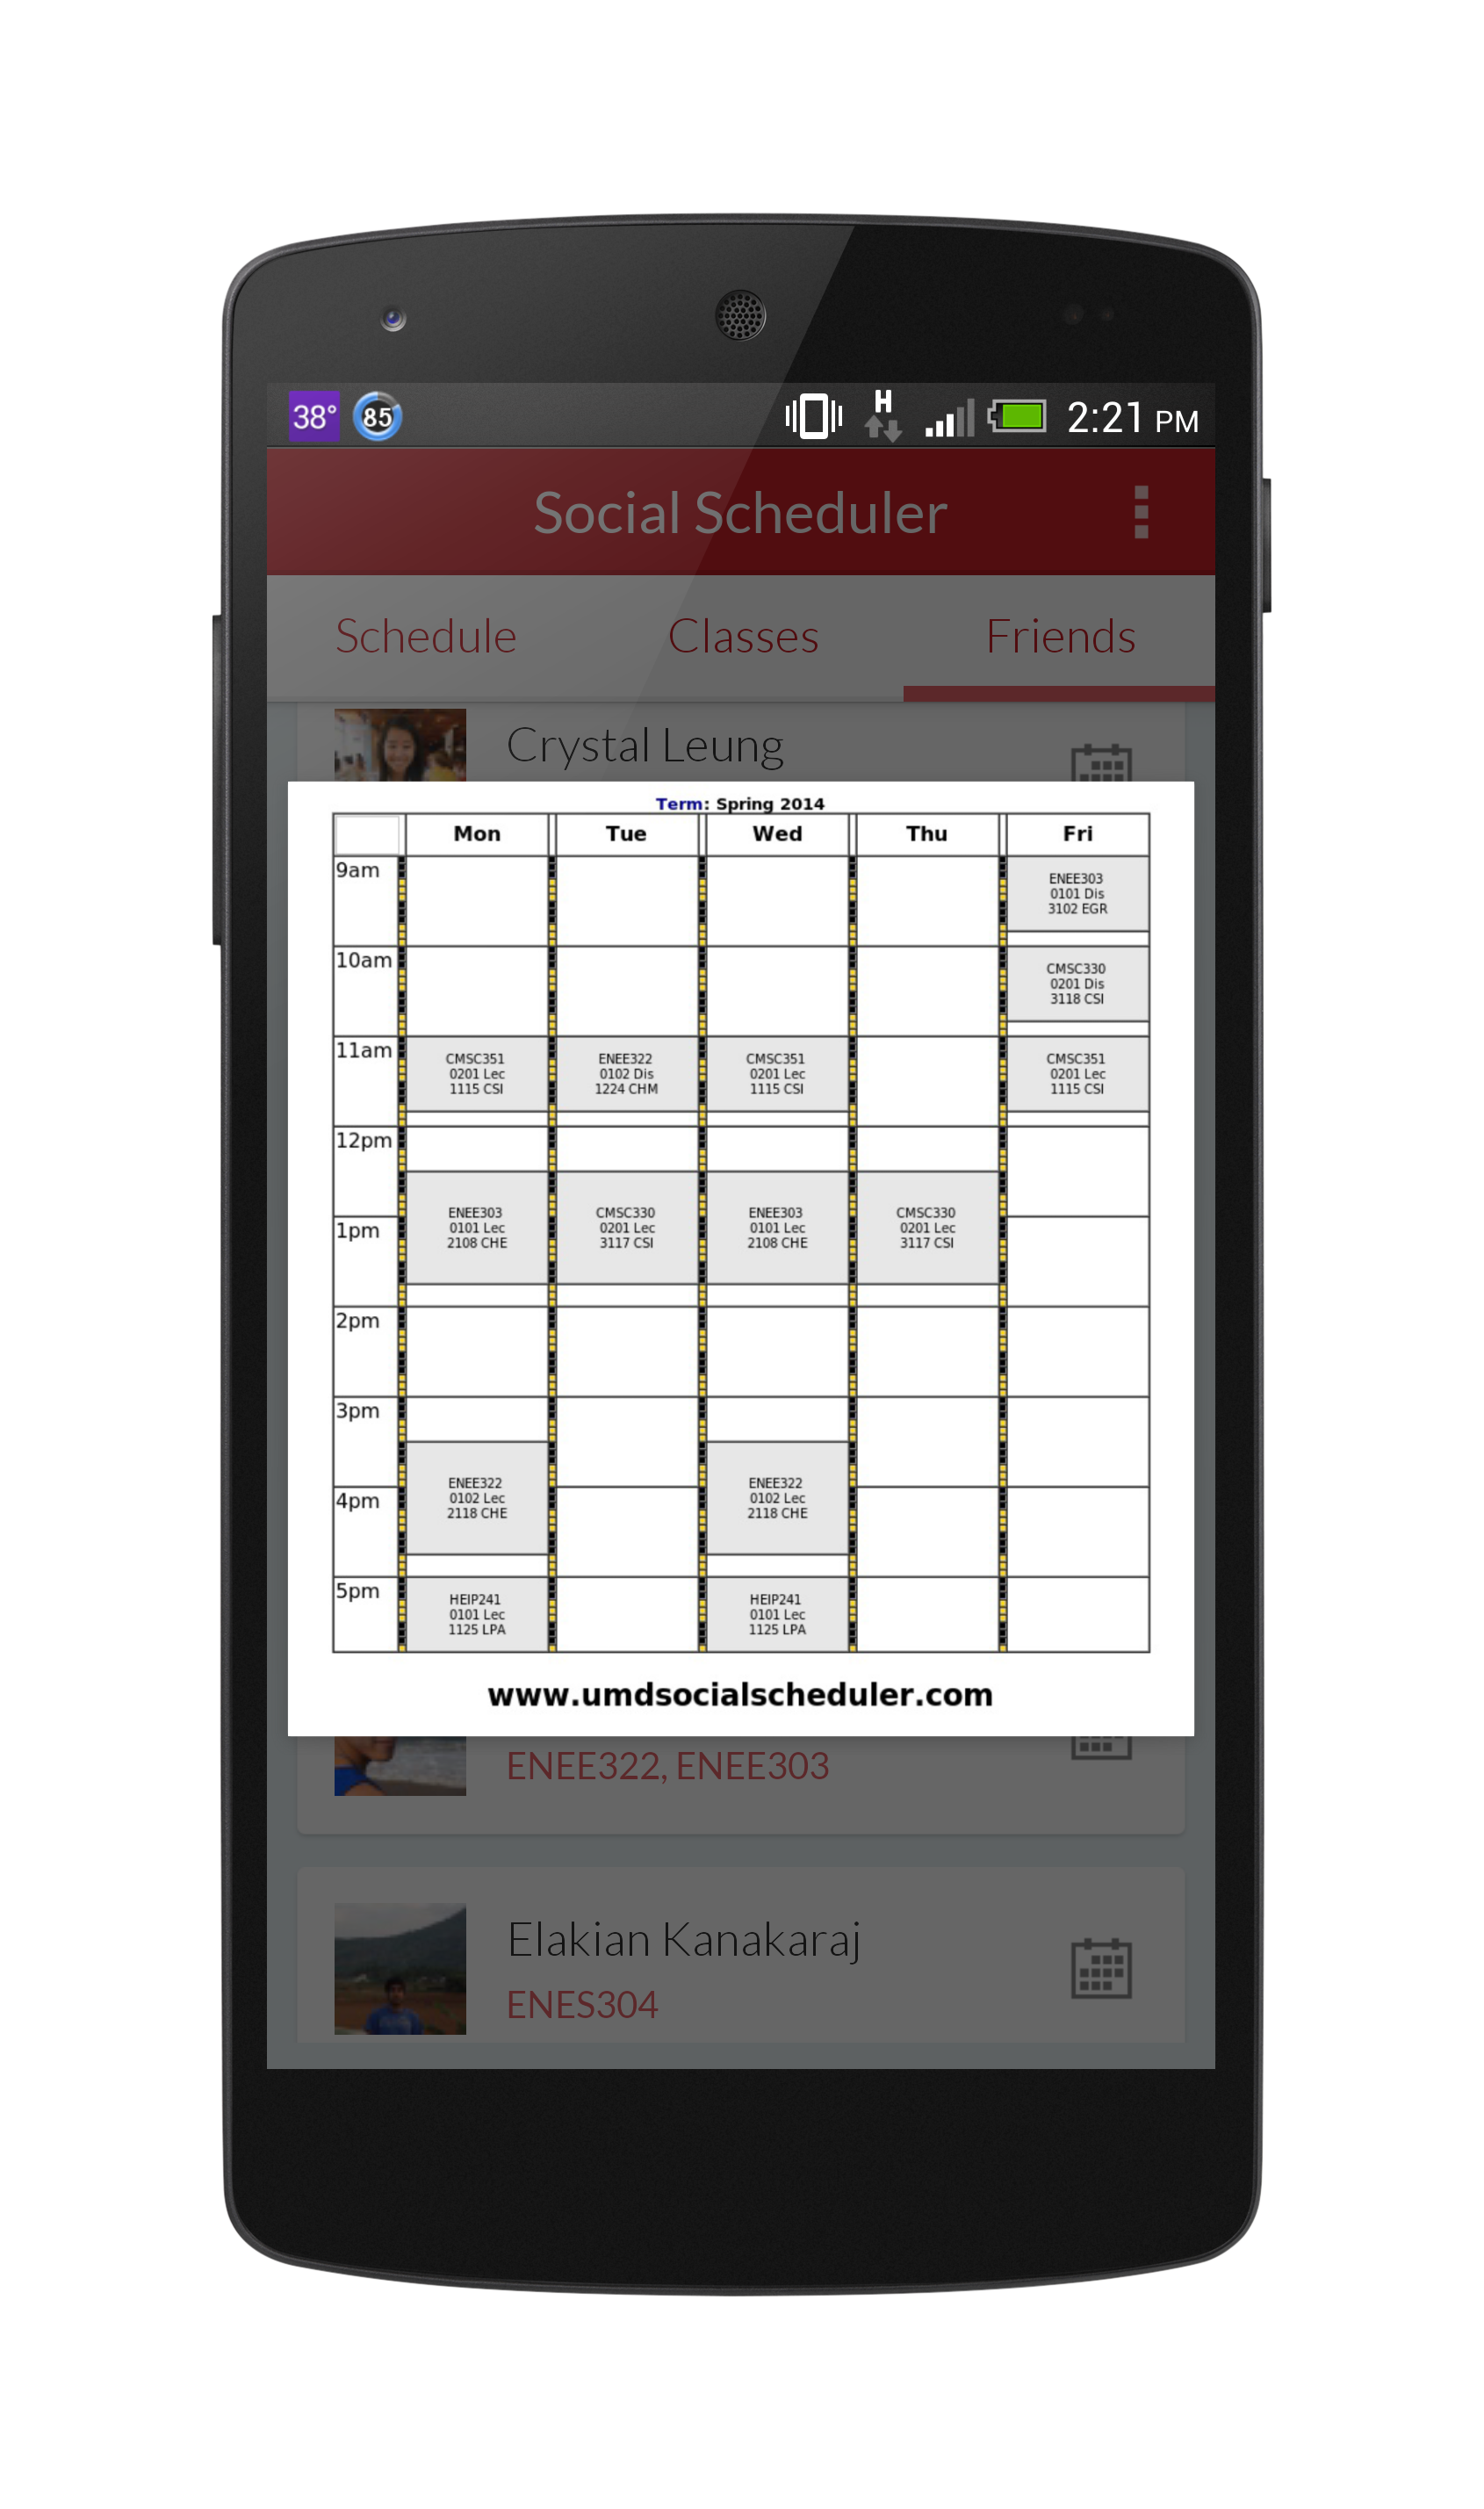 38° 85 H 2:21 PM
Social Scheduler
Schedule Classes Friends
Crystal Leung
Term: Spring 2014
Mon Tue Wed Thu Fri
9am
ENEE303
0101 Dis
3102 EGR
10am
CMSC330
0201 Dis
3118 CSI
11am
CMSC351
0201 Lec
1115 CSI
ENEE322
0102 Dis
1224 CHM
CMSC351
0201 Lec
1115 CSI
CMSC351
0201 Lec
1115 CSI
12pm
ENEE303
0101 Lec
2108 CHE
CMSC330
0201 Lec
3117 CSI
ENEE303
0101 Lec
2108 CHE
CMSC330
0201 Lec
3117 CSI
1pm
2pm
3pm
ENEE322
0102 Lec
2118 CHE
ENEE322
0102 Lec
2118 CHE
4pm
5pm
HEIP241
0101 Lec
1125 LPA
HEIP241
0101 Lec
1125 LPA
www.umdsocialscheduler.com
ENEE322, ENEE303
Elakian Kanakaraj
ENES304